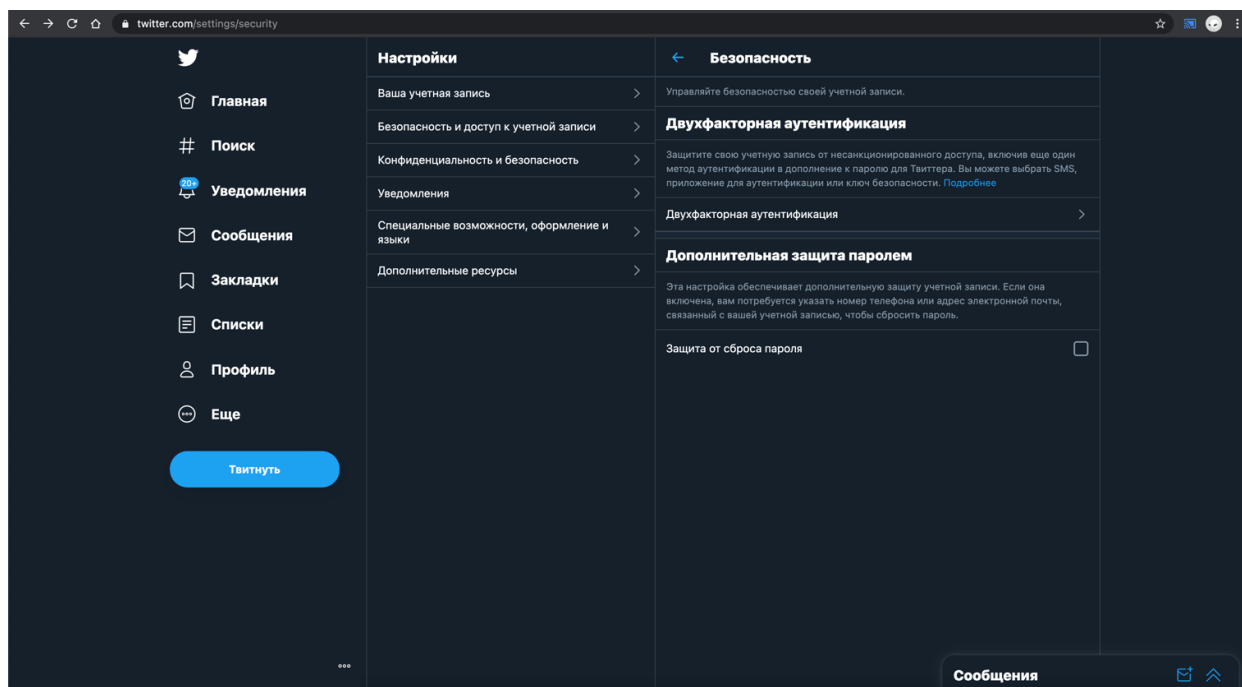 twitter.com/settings/security
Главная
Поиск
20+
Уведомления
Сообщения
Закладки
Списки
Профиль
Еще
Твитнуть
Настройки
Ваша учетная запись
Безопасность и доступ к учетной записи
Конфиденциальность и безопасность
Уведомления
Специальные возможности, оформление и
языки
Дополнительные ресурсы
Безопасность
Управляйте безопасностью своей учетной записи.
Двухфакторная аутентификация
Защитите свою учетную запись от несанкционированного доступа, включив еще один
метод аутентификации в дополнение к паролю для Твиттера. Вы можете выбрать SMS,
приложение для аутентификации или ключ безопасности. Подробнее
Двухфакторная аутентификация
Дополнительная защита паролем
Эта настройка обеспечивает дополнительную защиту учетной записи. Если она
включена, вам потребуется указать номер телефона или адрес электронной почты,
связанный с вашей учетной записью, чтобы сбросить пароль.
Защита от сброса пароля
Сообщения